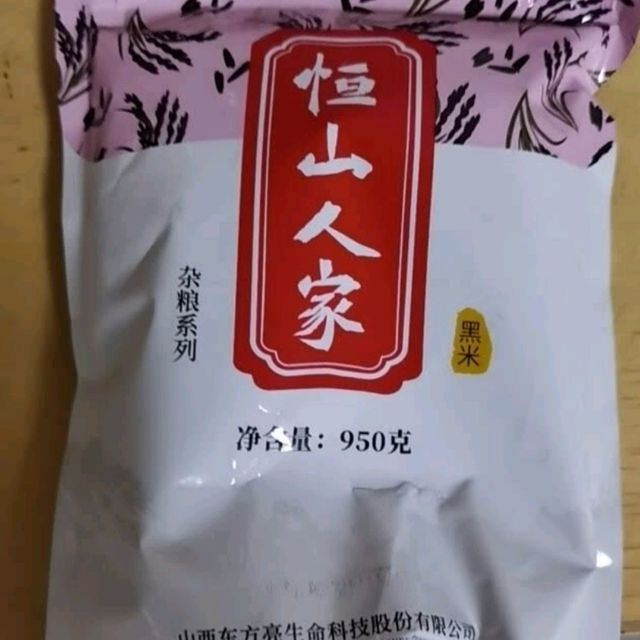 恒山人家
杂粮系列
黑米
净含量：950克
山西东方亮生命科技股份有限公司